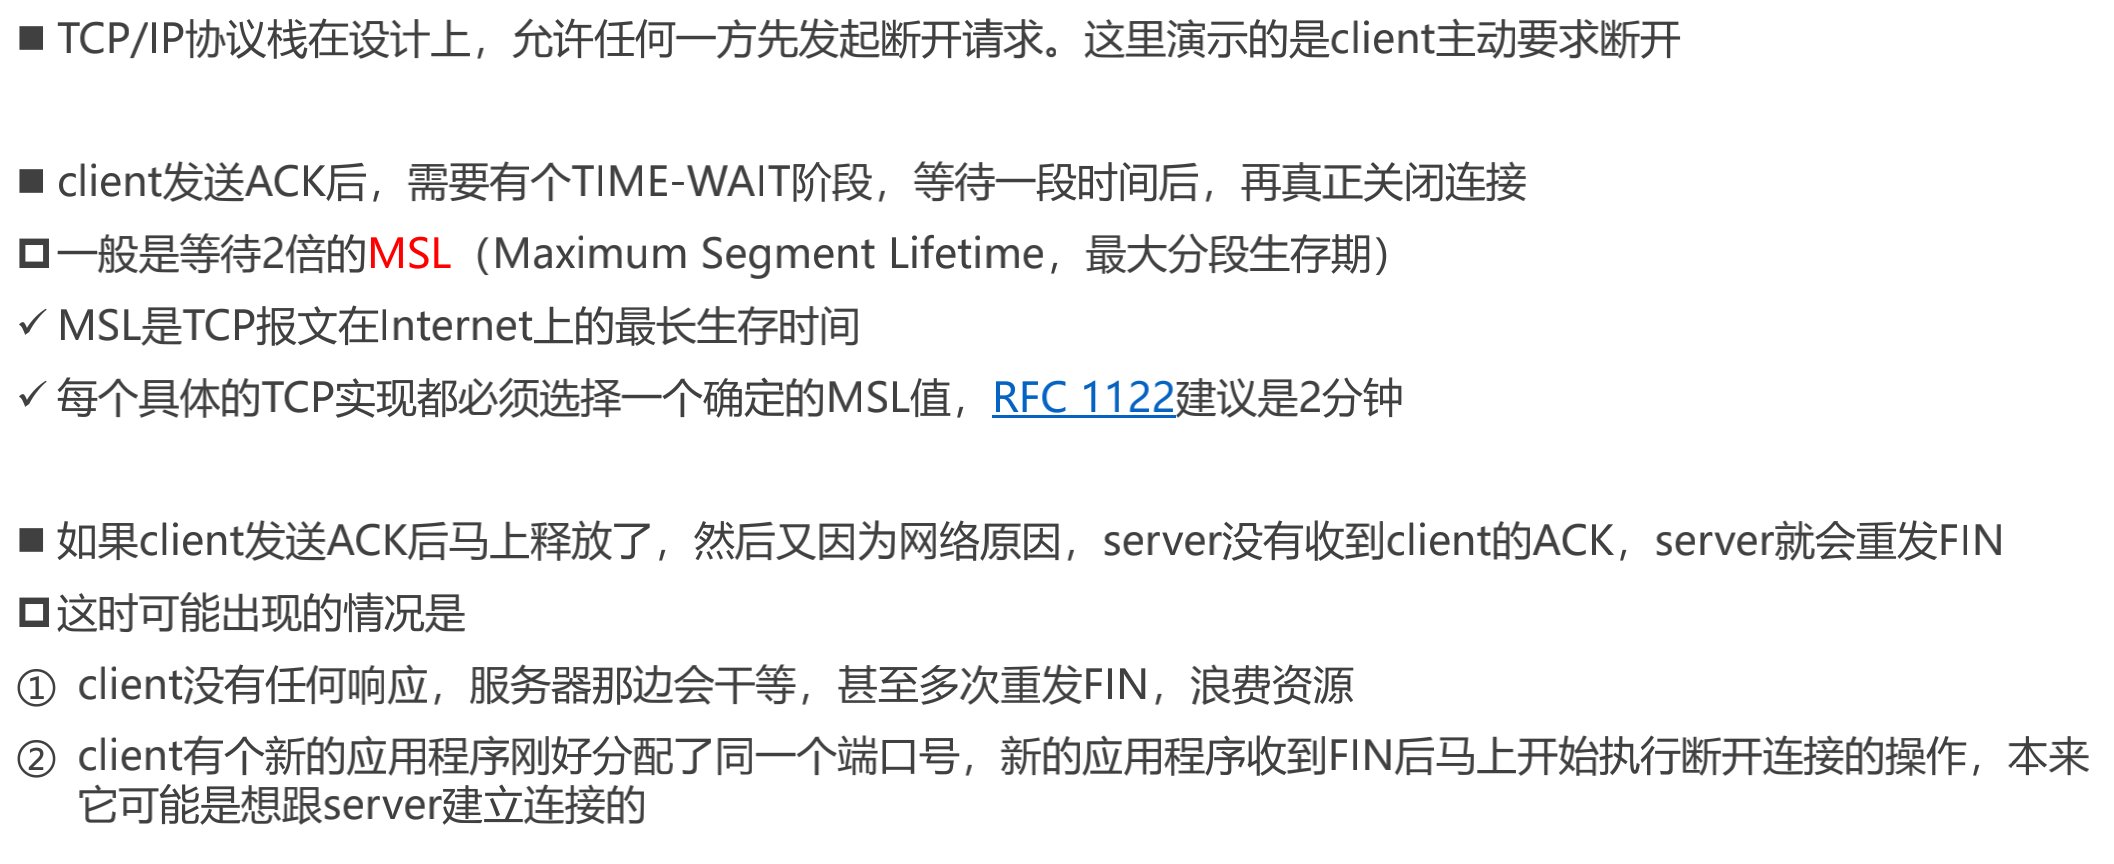 ■ TCP/IP协议栈在设计上，允许任何一方先发起断开请求。这里演示的是client主动要求断开
■ client发送ACK后，需要有个TIME-WAIT阶段，等待一段时间后，再真正关闭连接
◻ 一般是等待2倍的MSL（Maximum Segment Lifetime，最大分段生存期）
✓ MSL是TCP报文在Internet上的最长生存时间
✓ 每个具体的TCP实现都必须选择一个确定的MSL值，RFC 1122建议是2分钟
■ 如果client发送ACK后马上释放了，然后又因为网络原因，server没有收到client的ACK，server就会重发FIN
◻ 这时可能出现的情况是
① client没有任何响应，服务器那边会干等，甚至多次重发FIN，浪费资源
② client有个新的应用程序刚好分配了同一个端口号，新的应用程序收到FIN后马上开始执行断开连接的操作，本来
它可能是想跟server建立连接的